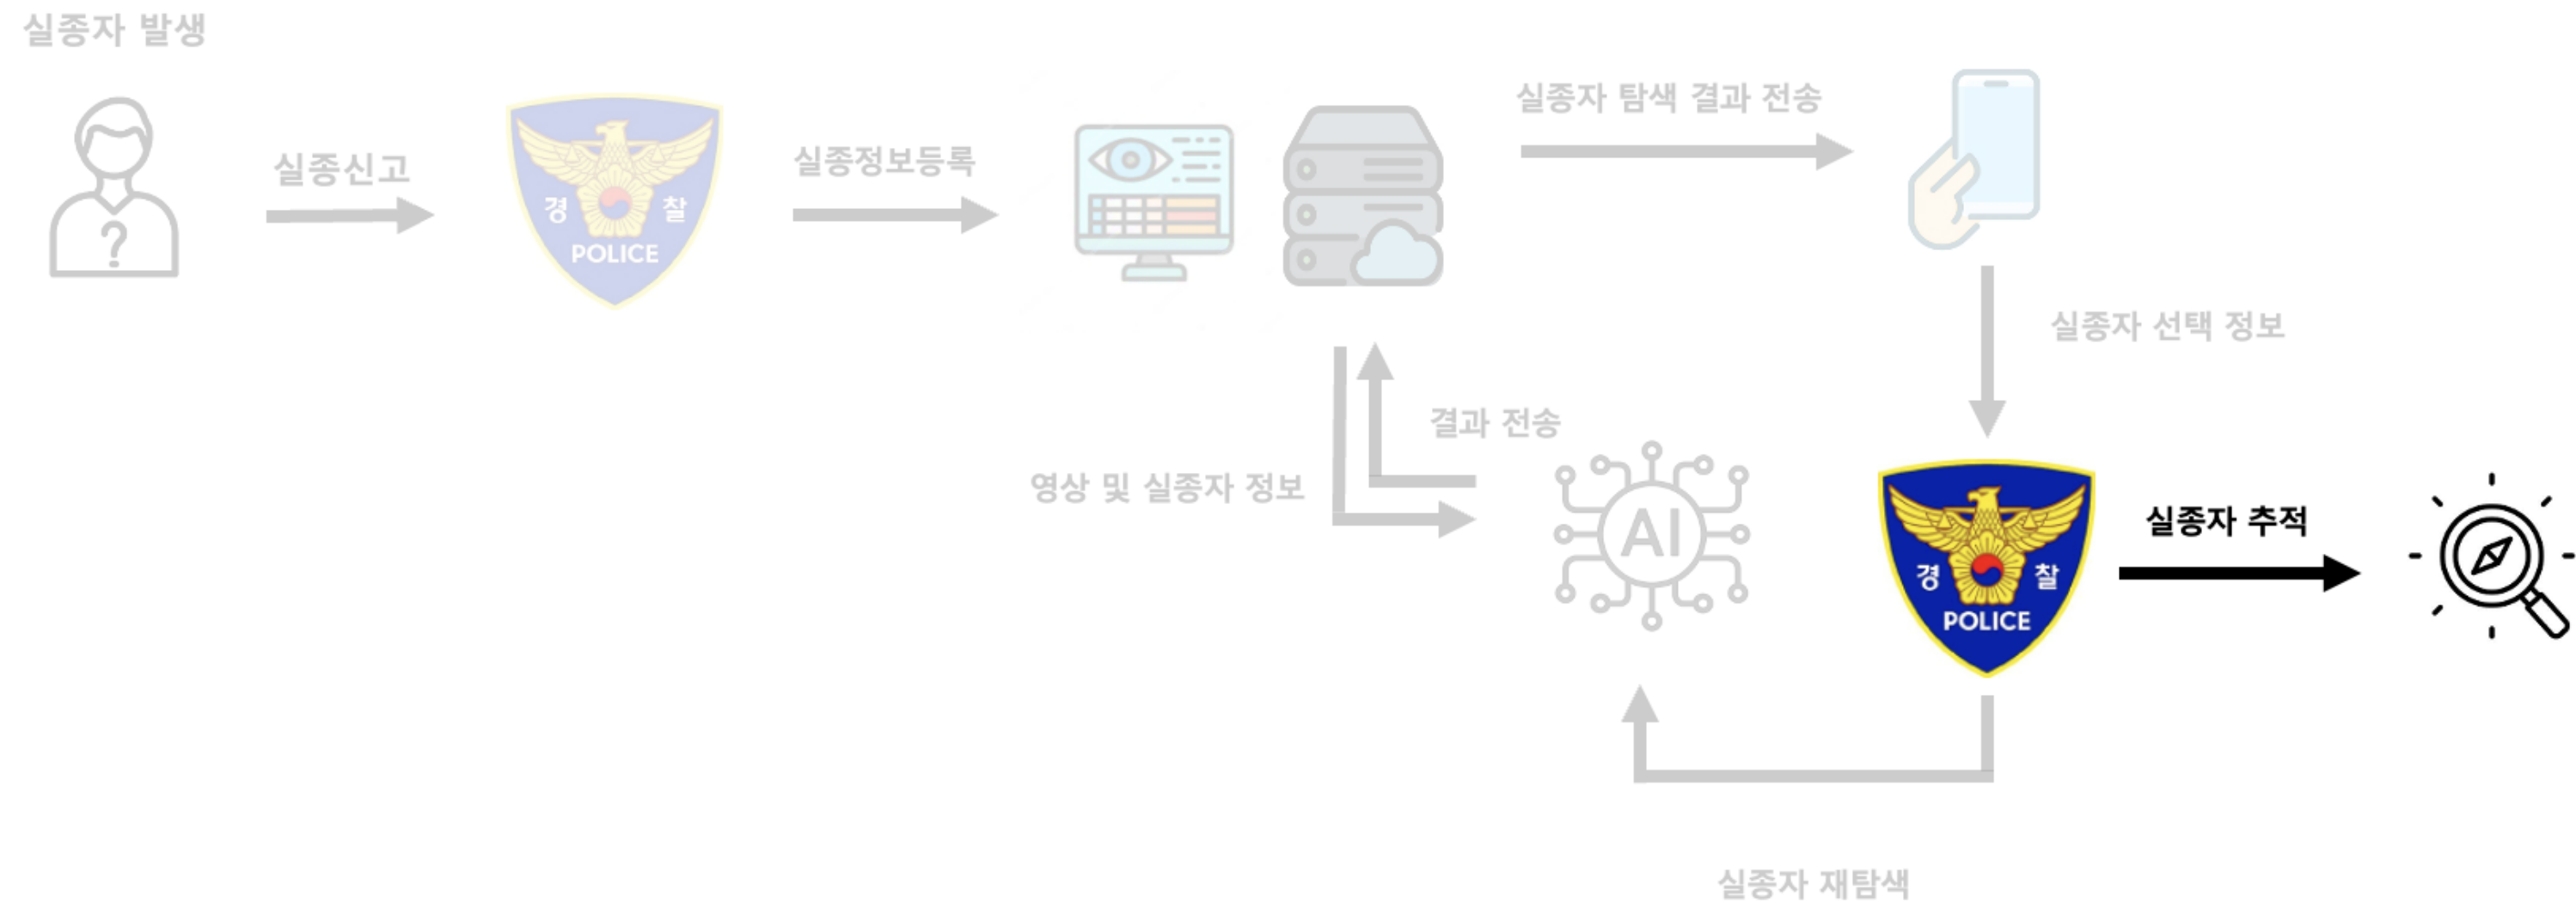 실종자 발생
실종신고
경 찰
POLICE
실종정보등록
실종자 탐색 결과 전송
실종자 선택 정보
결과 전송
영상 및 실종자 정보
AI
경 찰
POLICE
실종자 추적
실종자 재탐색